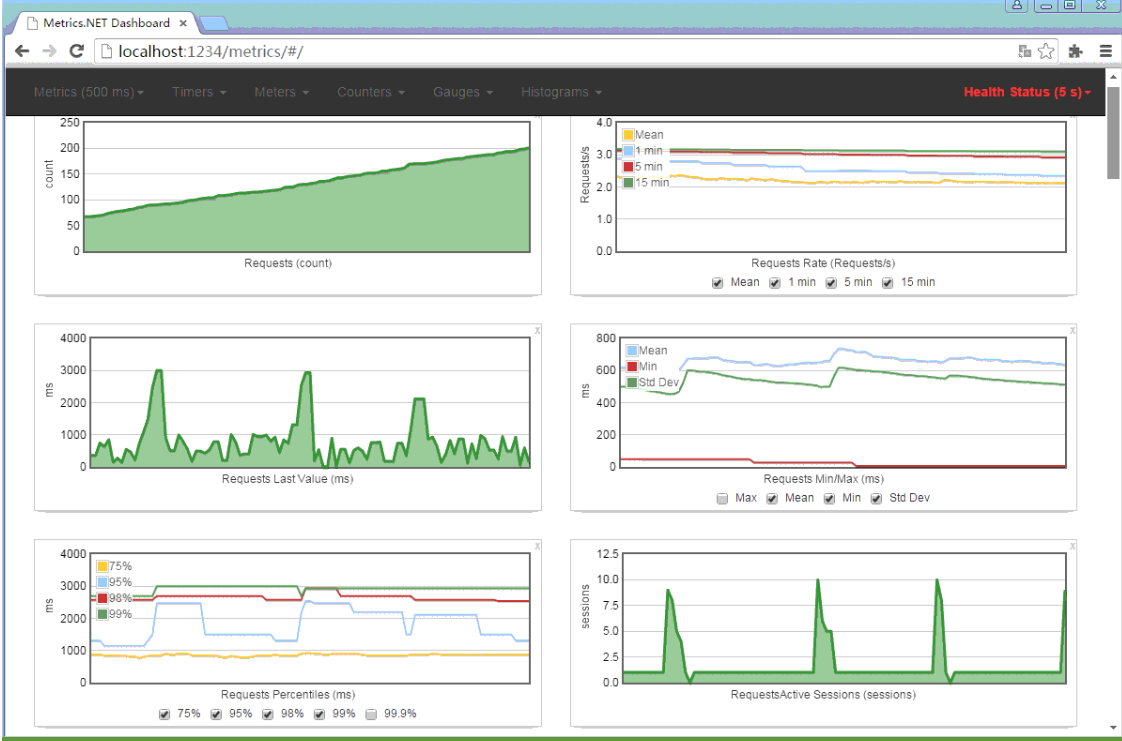 Metrics.NET Dashboard ×
localhost:1234/metrics/#/
Metrics (500 ms) Timers Meters Counters Gauges Histograms Health Status (5 s)
x
250
200
150
100
50
0
count
Requests (count)
x
4.0
3.0
2.0
1.0
0.0
Requests/s
Mean
1 min
5 min
15 min
Requests Rate (Requests/s)
Mean 1 min 5 min 15 min
x
4000
3000
2000
1000
0
ms
Requests Last Value (ms)
x
800
600
400
200
0
ms
Mean
Min
Std Dev
Requests Min/Max (ms)
Max Mean Min Std Dev
x
4000
3000
2000
1000
0
ms
75%
95%
98%
99%
Requests Percentiles (ms)
75% 95% 98% 99% 99.9%
x
12.5
10.0
7.5
5.0
2.5
0.0
sessions
RequestsActive Sessions (sessions)